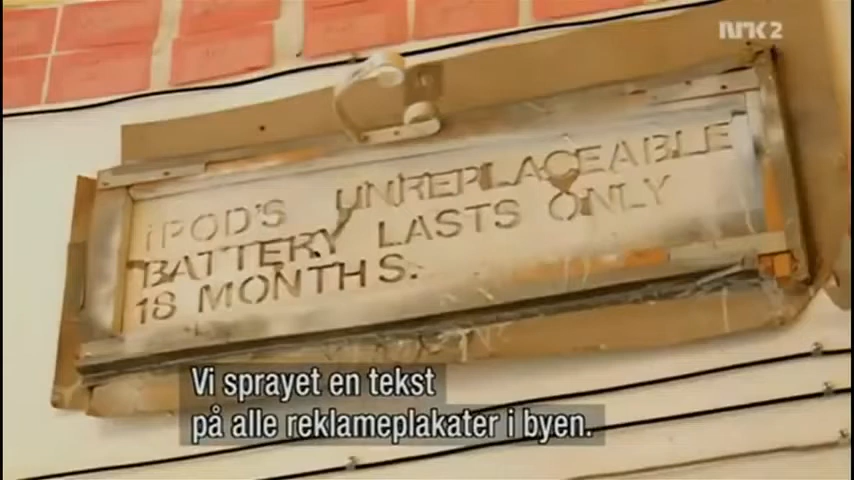 NRK2
iPOD'S UNREPLACEABLE
BATTERY LASTS ONLY
18 MONTHS.
Vi sprayet en tekst
på alle reklameplakater i byen.